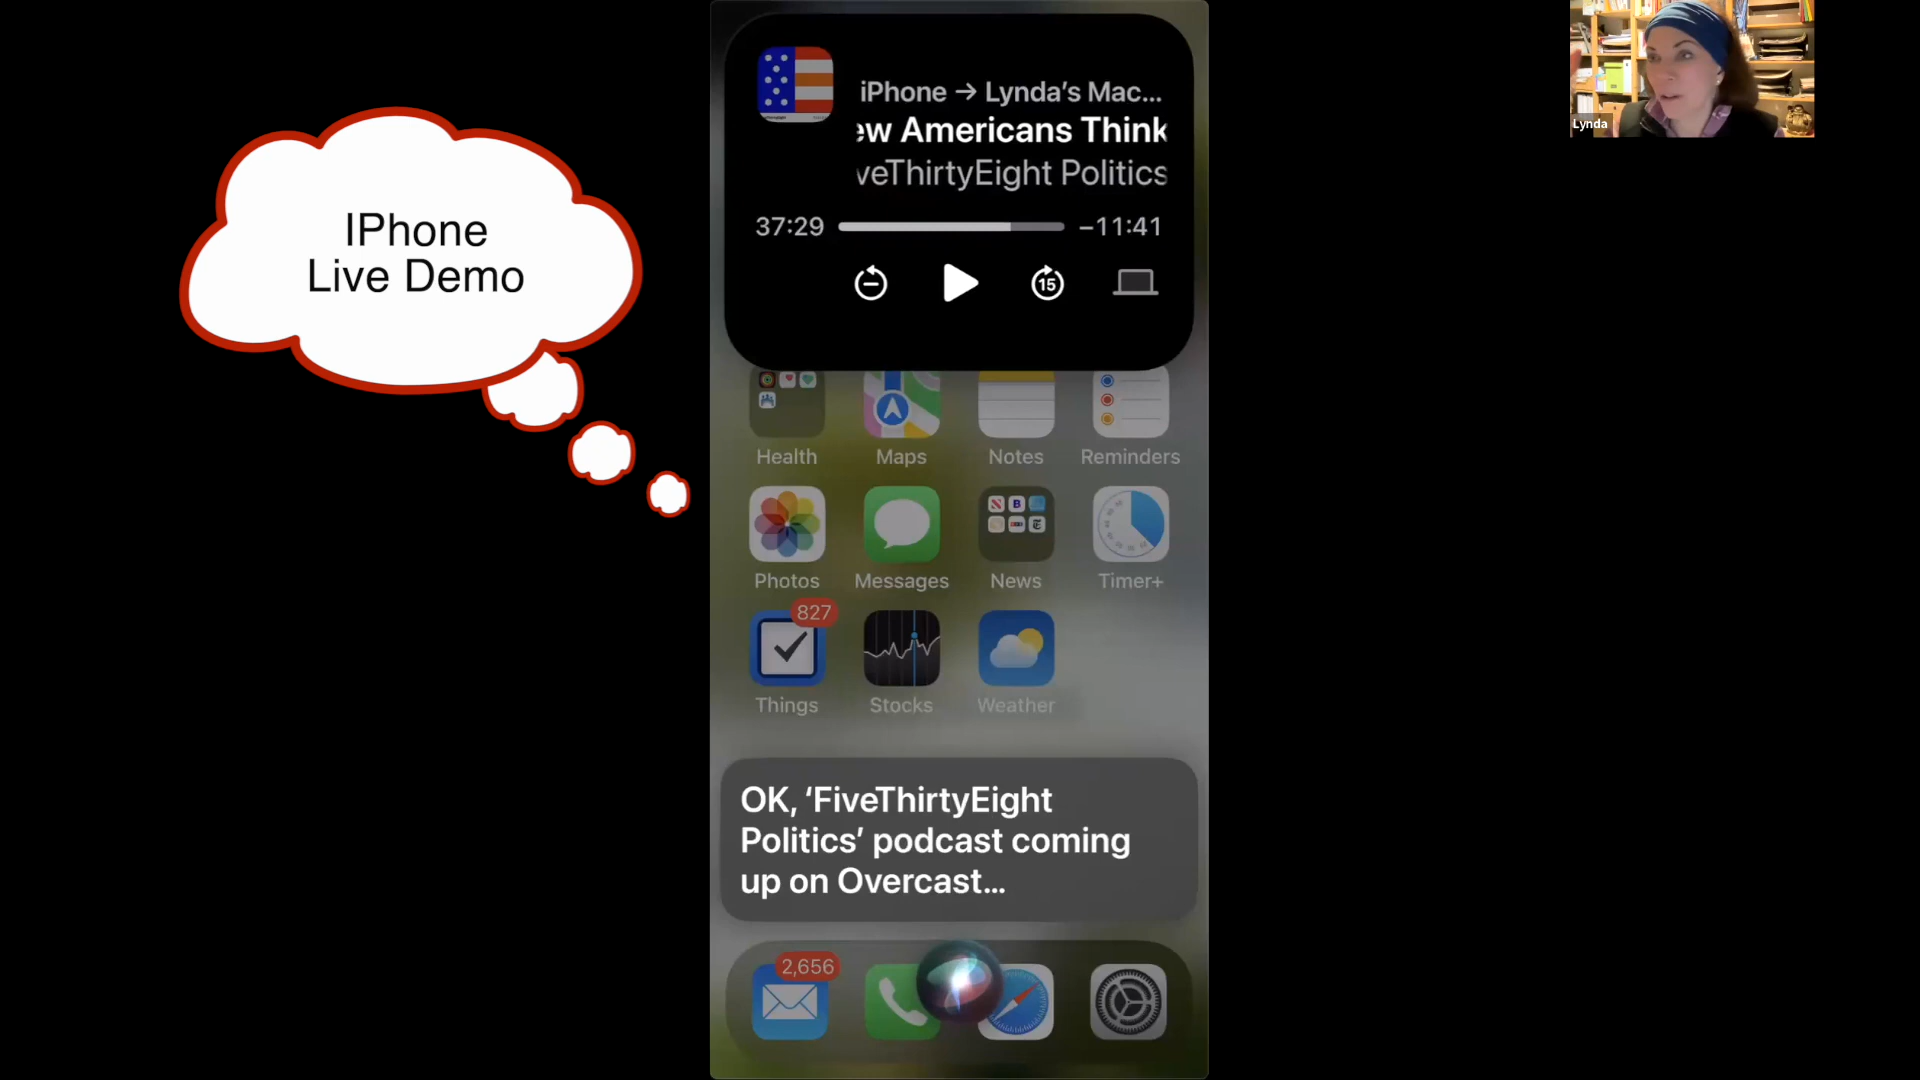 IPhone
Live Demo
iPhone → Lynda's Mac...
ew Americans Think
veThirtyEight Politics
37:29
-11:41
15
Health
Maps
Notes
Reminders
Photos
Messages
News
Timer+
827
Things
Stocks
Weather
OK, ‘FiveThirtyEight
Politics’ podcast coming
up on Overcast...
2,656
Lynda